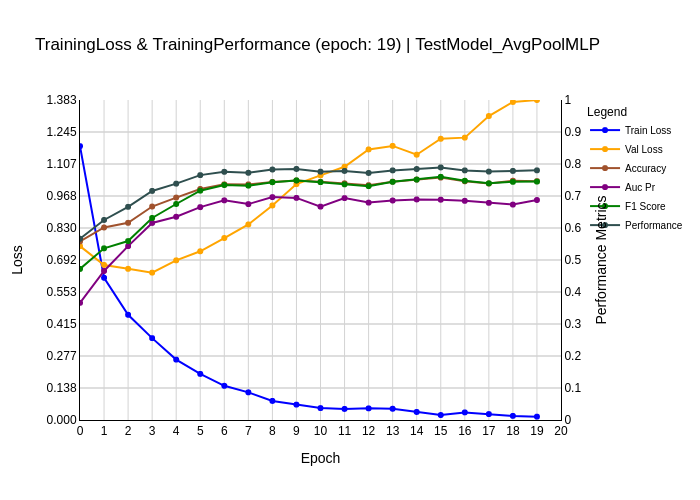 TrainingLoss & TrainingPerformance (epoch: 19) | TestModel_AvgPoolMLP
1.383
1.245
1.107
0.968
0.830
0.692
0.553
0.415
0.277
0.138
0.000
Loss
0 1 2 3 4 5 6 7 8 9 10 11 12 13 14 15 16 17 18 19 20
Epoch
1
0.9
0.8
0.7
0.6
0.5
0.4
0.3
0.2
0.1
0
Performance Metrics
Legend
Train Loss
Val Loss
Accuracy
Auc Pr
F1 Score
Performance